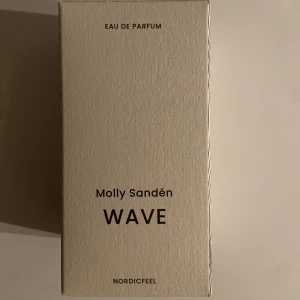 EAU DE PARFUM
Molly Sandén
WAVE
NORDICFEEL